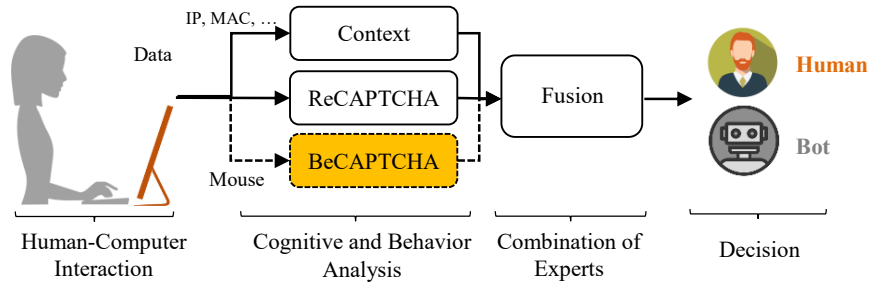 IP, MAC, ...
Data
Context
ReCAPTCHA
BeCAPTCHA
Mouse
Fusion
Human
Bot
Human-Computer
Interaction
Cognitive and Behavior
Analysis
Combination of
Experts
Decision